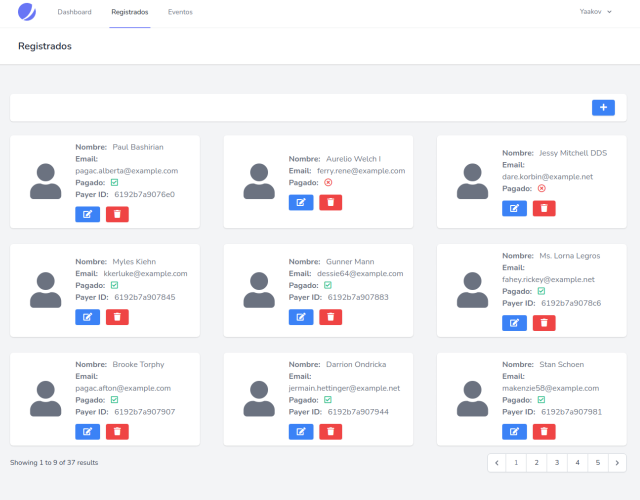 Dashboard Registrados Eventos Yaakov
Registrados
Nombre: Paul Bashirian
Email:
pagac.alberta@example.com
Pagado:
Payer ID: 6192b7a9076e0
Nombre: Aurelio Welch I
Email: ferry.rene@example.com
Pagado:
Nombre: Jessy Mitchell DDS
Email:
dare.korbin@example.net
Pagado:
Nombre: Myles Kiehn
Email: kkerluke@example.com
Pagado:
Payer ID: 6192b7a907845
Nombre: Gunner Mann
Email: dessie64@example.com
Pagado:
Payer ID: 6192b7a907883
Nombre: Ms. Lorna Legros
Email:
fahey.rickey@example.net
Pagado:
Payer ID: 6192b7a9078c6
Nombre: Brooke Torphy
Email:
pagac.afton@example.com
Pagado:
Payer ID: 6192b7a907907
Nombre: Darrion Ondricka
Email:
jermain.hettinger@example.net
Pagado:
Payer ID: 6192b7a907944
Nombre: Stan Schoen
Email:
makenzie58@example.com
Pagado:
Payer ID: 6192b7a907981
Showing 1 to 9 of 37 results
1 2 3 4 5